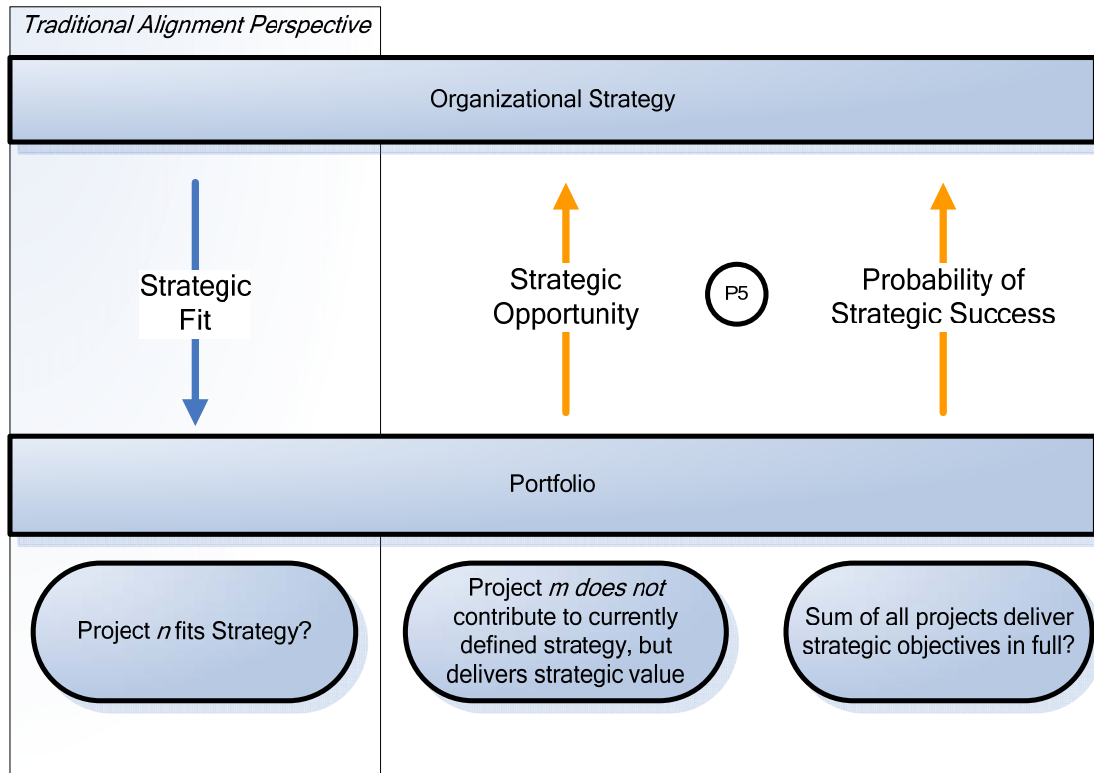 Traditional Alignment Perspective
Organizational Strategy
Strategic
Fit
Strategic
Opportunity
P5
Probability of
Strategic Success
Portfolio
Project n fits Strategy?
Project m does not
contribute to currently
defined strategy, but
delivers strategic value
Sum of all projects deliver
strategic objectives in full?